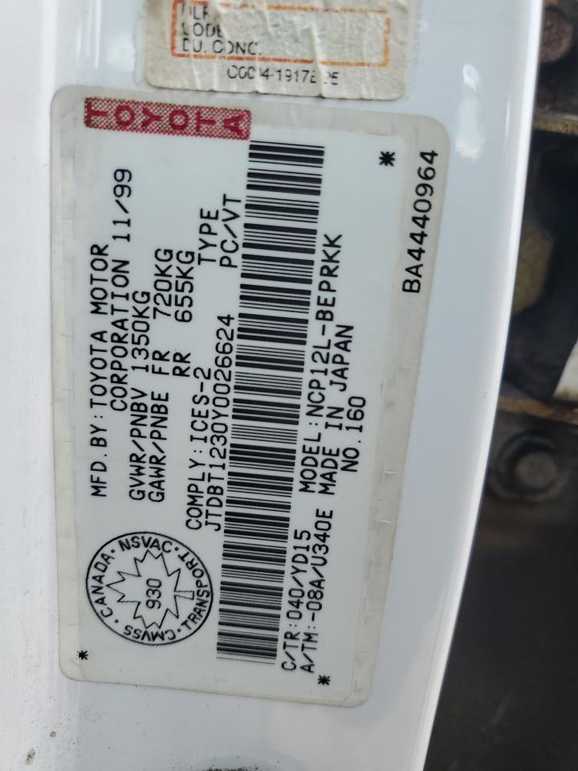 CODE
DU. CONC.
TOYOTA
MFD.BY:TOYOTA MOTOR
CORPORATION 11/99
GVWR/PNBV 1350KG
GAWR/PNBE FR 720KG
RR 655KG
COMPLY:ICES-2 TYPE
JTDBT1230Y0026624 PC/VT
C/TR:040/YD15 MODEL:NCP12L-BEPRKK
A/TM:-08A/U340E MADE IN JAPAN
NO.160
BA4440964
CANADA·NSVAC·TRANSPORT·CMVSS·
930